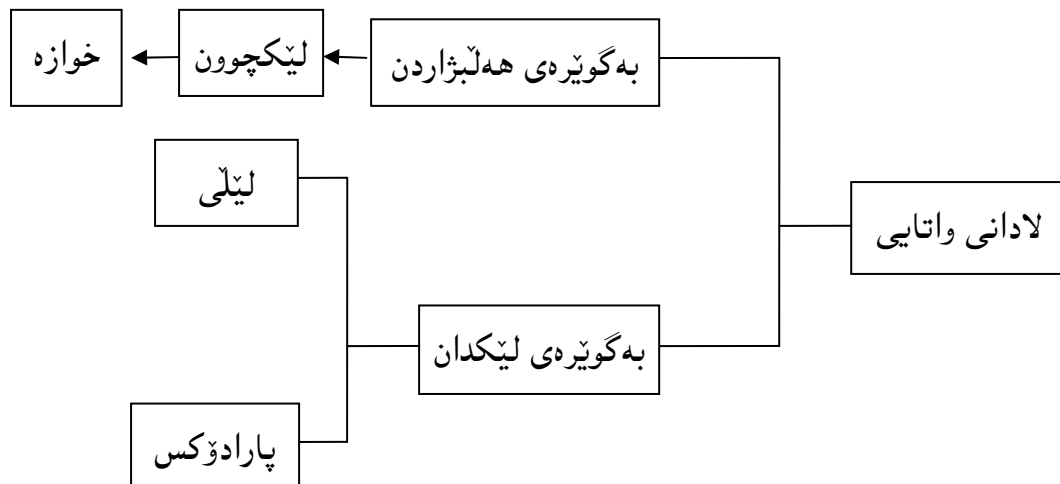 بەگوێرەی هەڵبژاردن
لێکچوون
خوازە
لێڵی
لادانی واتایی
بەگوێرەی لێکدان
پارادۆکس